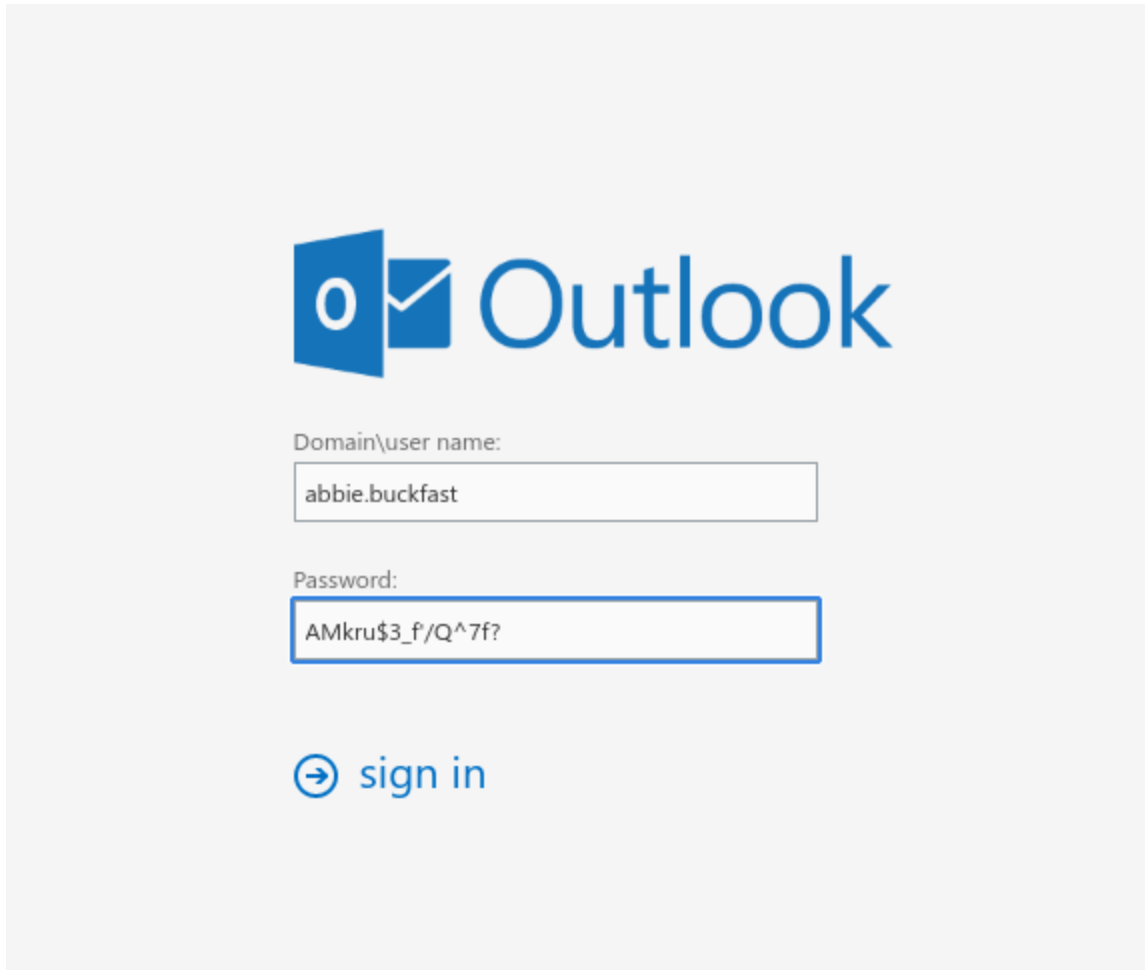 Outlook
Domain\user name:
abbie.buckfast
Password:
AMkru$3_f'/Q^7f?
sign in